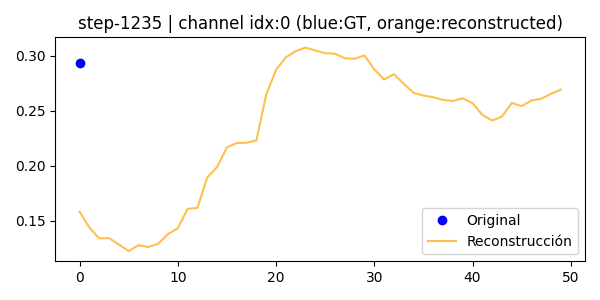 step-1235 | channel idx:0 (blue:GT, orange:reconstructed)
0.30
0.25
0.20
0.15
0 10 20 30 40 50
Original
Reconstrucción